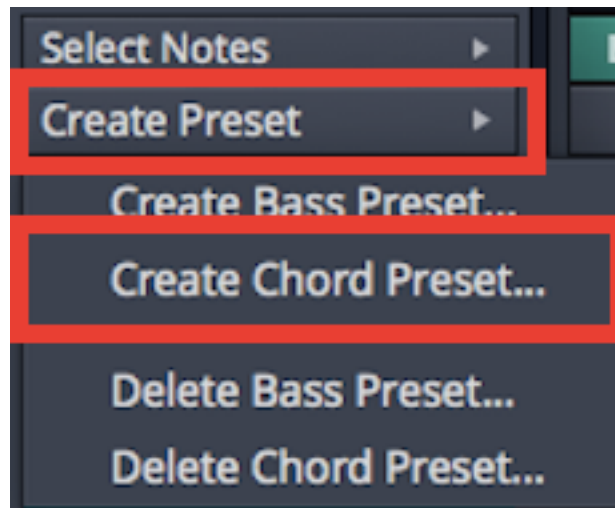 Select Notes
Create Preset
Create Bass Preset...
Create Chord Preset...
Delete Bass Preset...
Delete Chord Preset...